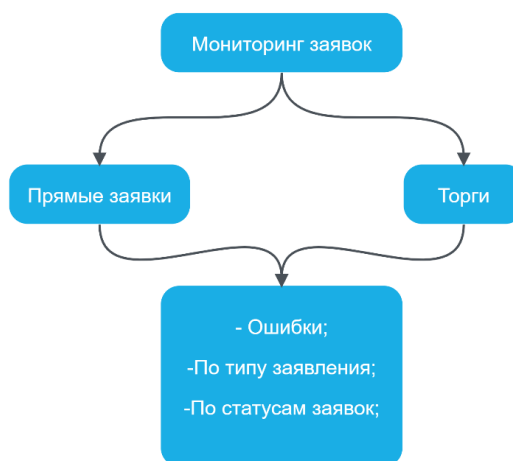 Мониторинг заявок
Прямые заявки
Торги
- Ошибки;
-По типу заявления;
-По статусам заявок;